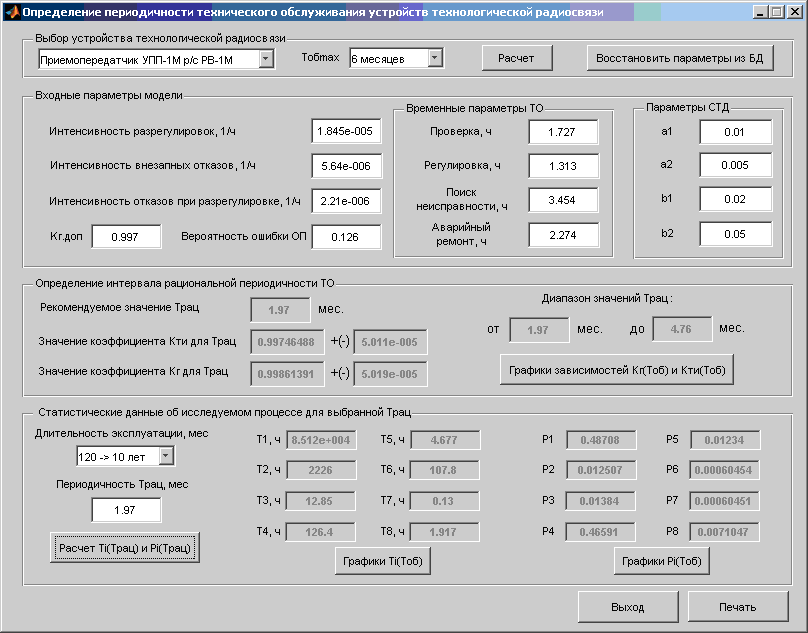 Определение периодичности технического обслуживания устройств технологической радиосвязи
Выбор устройства технологической радиосвязи
Приемопередатчик УПП-1М р/с РВ-1М Тобmax 6 месяцев Расчет Восстановить параметры из БД
Входные параметры модели
Временные параметры ТО
Параметры СТД
Интенсивность разрегулировок, 1/ч 1.845e-005 Проверка, ч 1.727 a1 0.01
Интенсивность внезапных отказов, 1/ч 5.64e-006 Регулировка, ч 1.313 a2 0.005
Интенсивность отказов при разрегулировке, 1/ч 2.21e-006 Поиск
неисправности, ч 3.454 b1 0.02
Кг.доп 0.997 Вероятность ошибки ОП 0.126 Аварийный
ремонт, ч 2.274 b2 0.05
Определение интервала рациональной периодичности ТО
Рекомендуемое значение Трац 1.97 мес. Диапазон значений Трац :
от 1.97 мес. до 4.76 мес.
Значение коэффициента Кти для Трац 0.99746488 +(-) 5.011e-005
Значение коэффициента Кг для Трац 0.99861391 +(-) 5.019e-005 Графики зависимостей Кг(Тоб) и Кти(Тоб)
Статистические данные об исследуемом процессе для выбранной Трац
Длительность эксплуатации, мес
120 -> 10 лет
Периодичность Трац, мес
1.97
Расчет Ti(Трац) и Pi(Трац)
T1, ч 8.512e+004 T5, ч 4.677 P1 0.48708 P5 0.01234
T2, ч 2226 T6, ч 107.8 P2 0.012507 P6 0.00060454
T3, ч 12.85 T7, ч 0.13 P3 0.01384 P7 0.00060451
T4, ч 126.4 T8, ч 1.917 P4 0.46591 P8 0.0071047
Графики Ti(Тоб) Графики Pi(Тоб)
Выход Печать